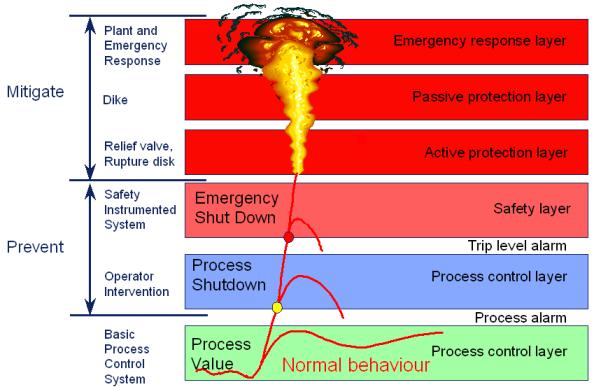 Plant and
Emergency
Response
Emergency response layer
Mitigate
Dike
Passive protection layer
Relief valve,
Rupture disk
Active protection layer
Safety
Instrumented
System
Emergency
Shut Down
Safety layer
Prevent
Trip level alarm
Operator
Intervention
Process
Shutdown
Process control layer
Process alarm
Basic
Process
Control
System
Process
Value
Normal behaviour
Process control layer